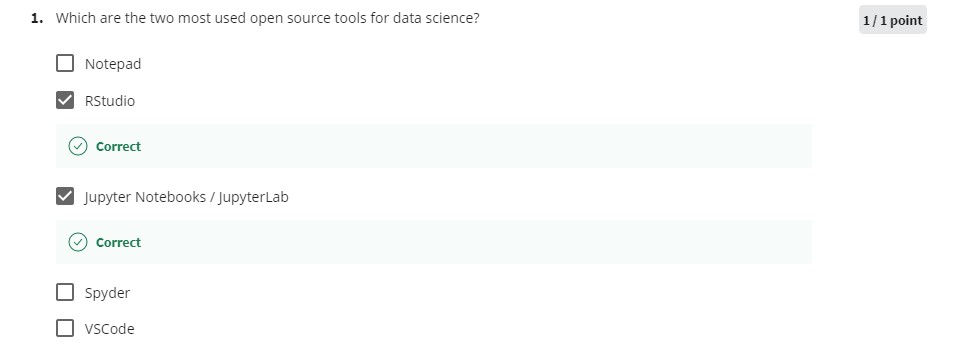 1. Which are the two most used open source tools for data science?
1 / 1 point
Notepad
RStudio
Correct
Jupyter Notebooks / JupyterLab
Correct
Spyder
VSCode